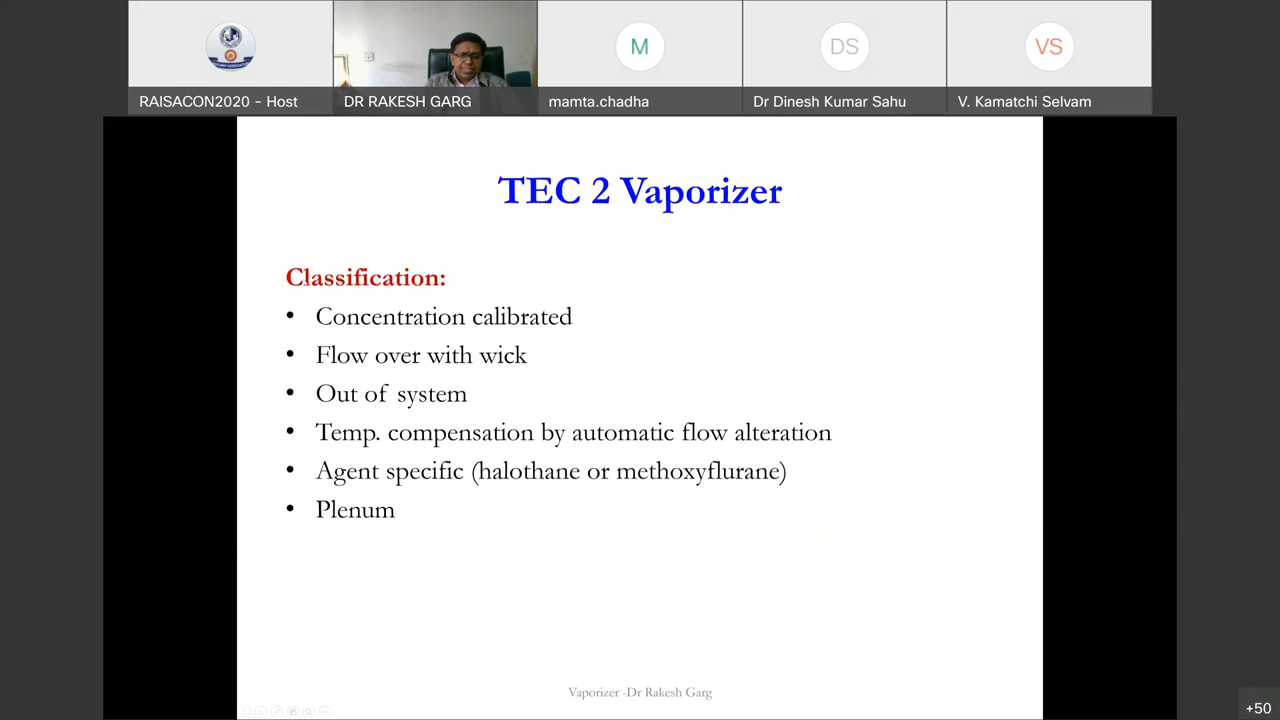 M
DS
VS
RAISACON2020 - Host
DR RAKESH GARG
mamta.chadha
Dr Dinesh Kumar Sahu
V. Kamatchi Selvam
TEC 2 Vaporizer
Classification:
• Concentration calibrated
• Flow over with wick
• Out of system
• Temp. compensation by automatic flow alteration
• Agent specific (halothane or methoxyflurane)
• Plenum
Vaporizer -Dr Rakesh Garg
+50